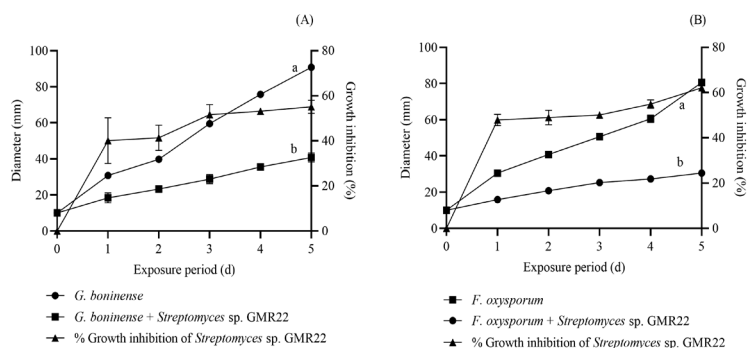 (A)
100
80
60
40
20
0
Diameter (mm)
80
60
40
20
0
Growth inhibition (%)
a
b
0 1 2 3 4 5
Exposure period (d)
G. boninense
G. boninense + Streptomyces sp. GMR22
% Growth inhibition of Streptomyces sp. GMR22
(B)
100
80
60
40
20
0
Diameter (mm)
80
60
40
20
0
Growth inhibition (%)
a
b
0 1 2 3 4 5
Exposure period (d)
F. oxysporum
F. oxysporum + Streptomyces sp. GMR22
% Growth inhibition of Streptomyces sp. GMR22